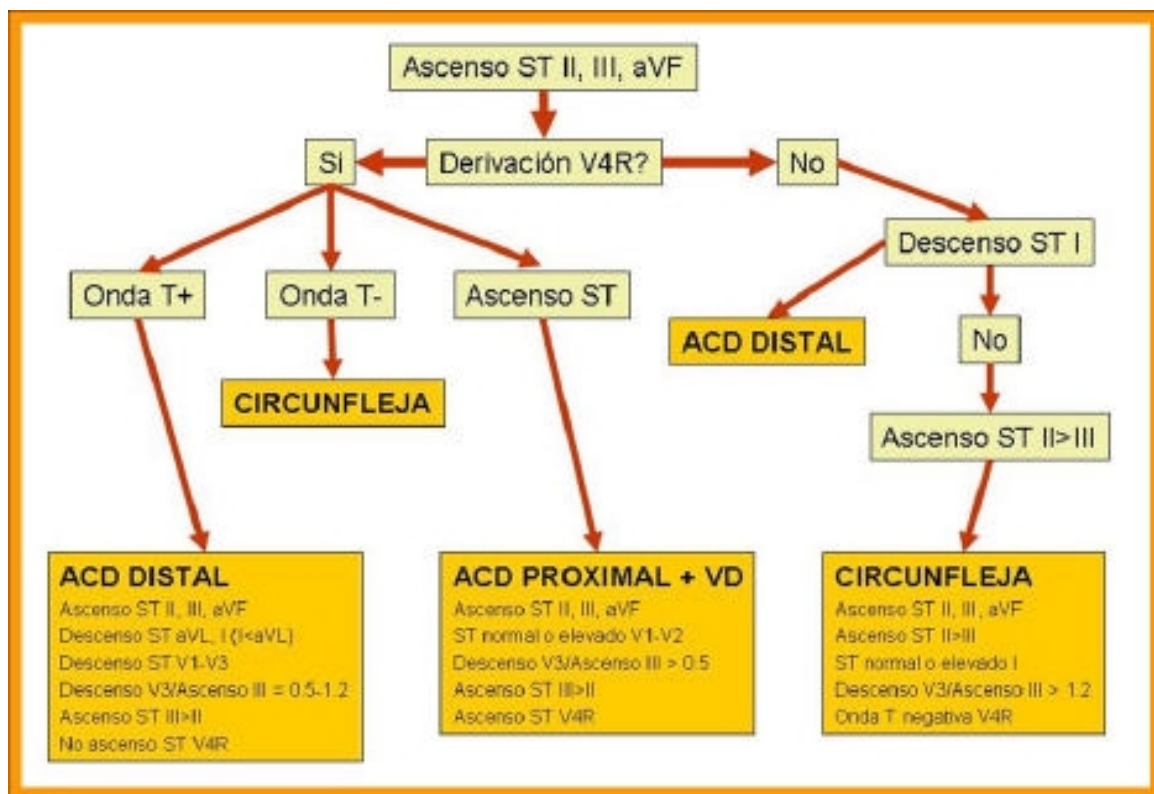 Ascenso ST II, III, aVF
Si
Derivación V4R?
No
Descenso ST I
Onda T+
Onda T-
Ascenso ST
ACD DISTAL
No
CIRCUNFLEJA
Ascenso ST II>III
ACD DISTAL
Ascenso ST II, III, aVF
Descenso ST aVL, I (I<aVL)
Descenso ST V1-V3
Descenso V3/Ascenso III = 0.5-1.2
Ascenso ST III>II
No ascenso ST V4R
ACD PROXIMAL + VD
Ascenso ST II, III, aVF
ST normal o elevado V1-V2
Descenso V3/Ascenso III > 0.5
Ascenso ST III>II
Ascenso ST V4R
CIRCUNFLEJA
Ascenso ST II, III, aVF
Ascenso ST II>III
ST normal o elevado I
Descenso V3/Ascenso III > 1.2
Onda T negativa V4R